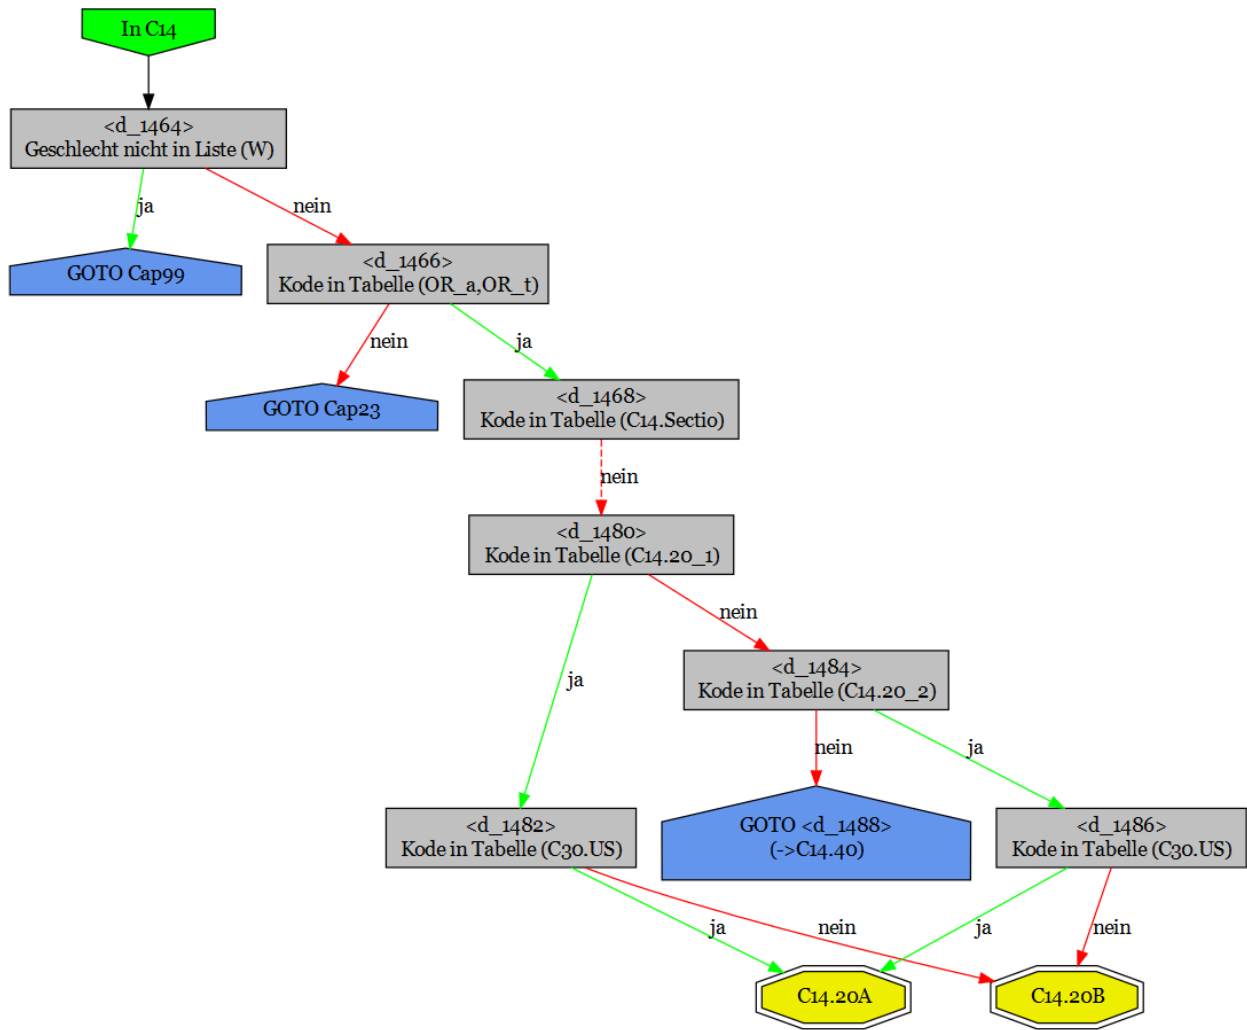 In C14
<d_1464>
Geschlecht nicht in Liste (W)
ja
nein
GOTO Cap99
<d_1466>
Kode in Tabelle (OR_a,OR_t)
nein
ja
GOTO Cap23
<d_1468>
Kode in Tabelle (C14.Sectio)
nein
<d_1480>
Kode in Tabelle (C14.20_1)
nein
ja
<d_1484>
Kode in Tabelle (C14.20_2)
nein
ja
<d_1482>
Kode in Tabelle (C30.US)
GOTO <d_1488>
(->C14.40)
<d_1486>
Kode in Tabelle (C30.US)
ja
nein
ja
nein
C14.20A
C14.20B